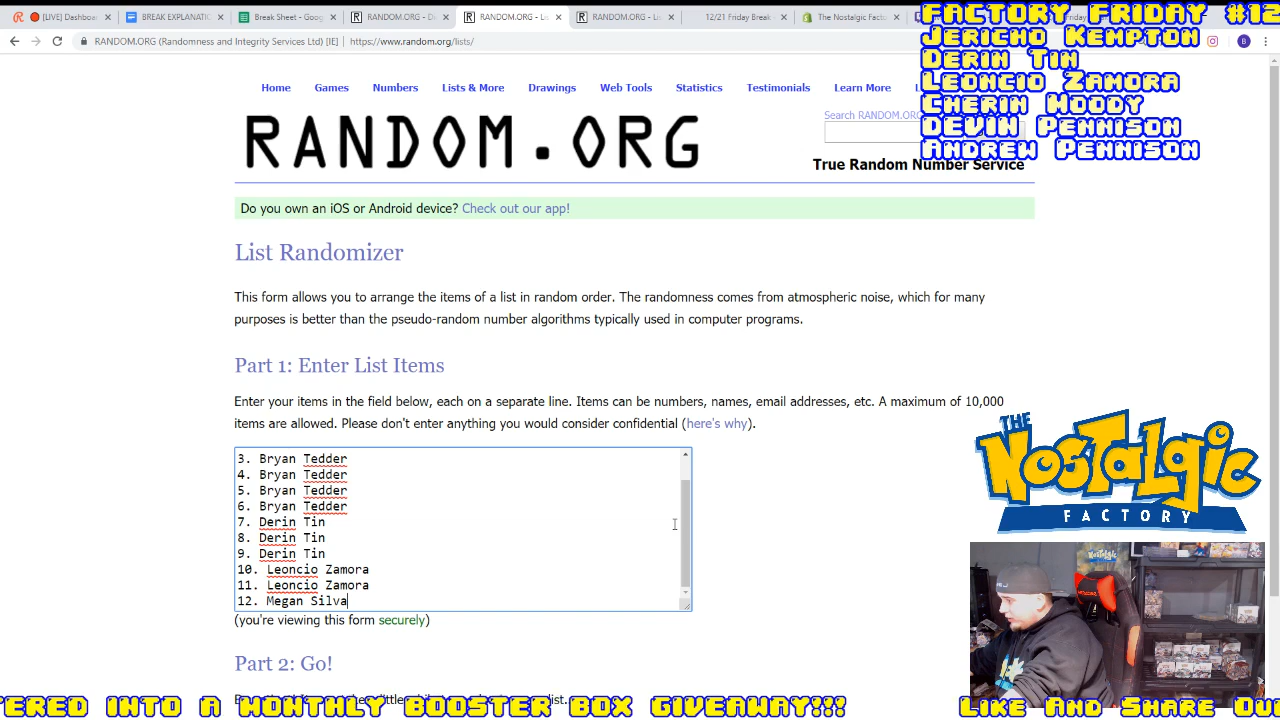 [LIVE] Dashboa
BREAK EXPLANATIO
Break Sheet - Goog
RANDOM.ORG - Di
RANDOM.ORG - Li
RANDOM.ORG - Li
12/21 Friday Break
The Nostalgic Facto
RANDOM.ORG (Randomness and Integrity Services Ltd) [IE] | https://www.random.org/lists/
Factory Friday #12
Jericho Kempton
Derin Tin
Leoncio Zamora
Cherin Moody
DEVIN Pennison
Andrew Pennison
Home
Games
Numbers
Lists & More
Drawings
Web Tools
Statistics
Testimonials
Learn More
RANDOM.ORG
Search RANDOM.ORG
True Random Number Service
Do you own an iOS or Android device? Check out our app!
List Randomizer
This form allows you to arrange the items of a list in random order. The randomness comes from atmospheric noise, which for many
purposes is better than the pseudo-random number algorithms typically used in computer programs.
Part 1: Enter List Items
Enter your items in the field below, each on a separate line. Items can be numbers, names, email addresses, etc. A maximum of 10,000
items are allowed. Please don't enter anything you would consider confidential (here's why).
3. Bryan Tedder
4. Bryan Tedder
5. Bryan Tedder
6. Bryan Tedder
7. Derin Tin
8. Derin Tin
9. Derin Tin
10. Leoncio Zamora
11. Leoncio Zamora
12. Megan Silva
(you're viewing this form securely)
THE
NOSTALGIC
FACTORY
Part 2: Go!
list.
TERED INTO A MONTHLY BOOSTER BOX GIVEAWAY!!!
Like And Share Ou